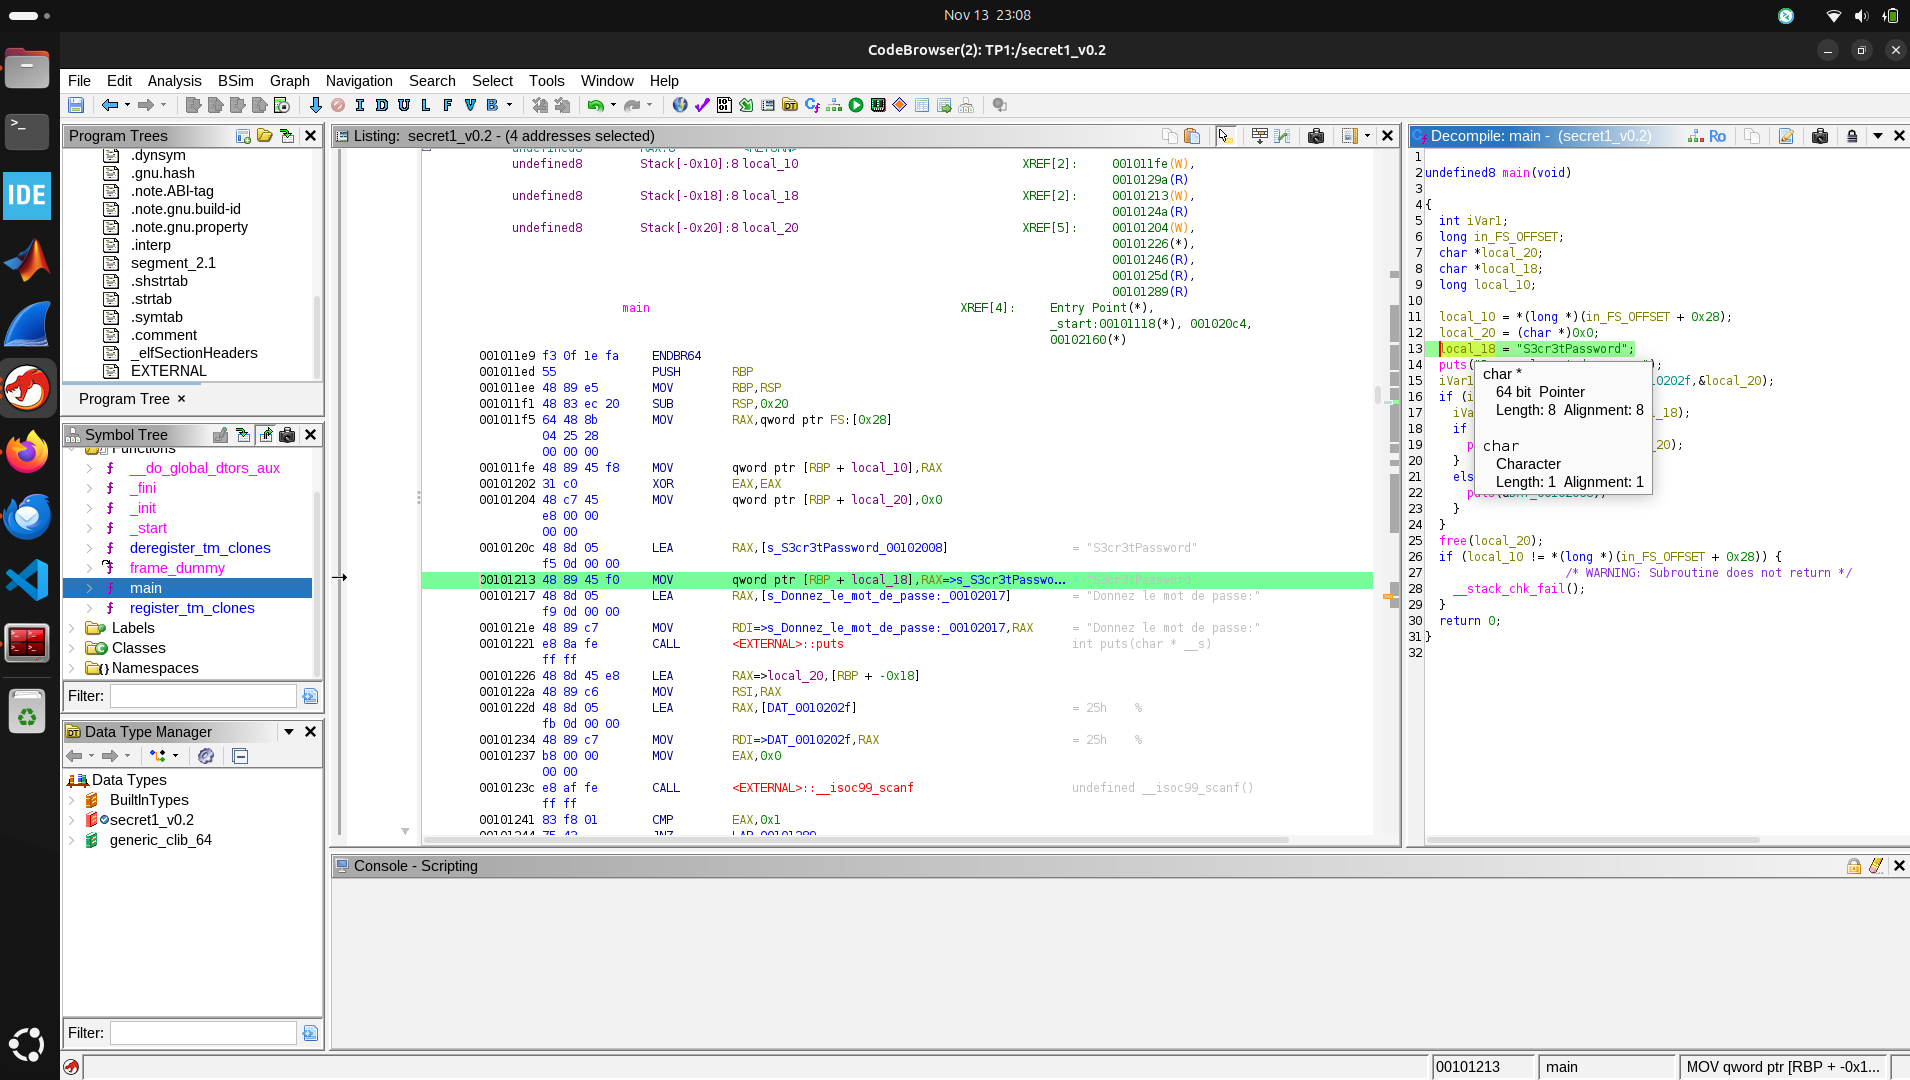 Nov 13  23:08
CodeBrowser(2): TP1:/secret1_v0.2
File Edit Analysis BSim Graph Navigation Search Select Tools Window Help
I D U L F V B
Program Trees
.dynsym
.gnu.hash
.note.ABI-tag
.note.gnu.build-id
.note.gnu.property
.interp
segment_2.1
.shstrtab
.strtab
.symtab
.comment
_elfSectionHeaders
EXTERNAL
Program Tree ×
Symbol Tree
Functions
__do_global_dtors_aux
_fini
_init
_start
deregister_tm_clones
frame_dummy
main
register_tm_clones
Labels
Classes
Namespaces
Filter:
Data Type Manager
Data Types
BuiltInTypes
secret1_v0.2
generic_clib_64
Filter:
IDE
Listing: secret1_v0.2 - (4 addresses selected)
undefined8 Stack[-0x10]:8 local_10 XREF[2]: 001011fe(W),
0010129a(R)
undefined8 Stack[-0x18]:8 local_18 XREF[2]: 00101213(W),
0010124a(R)
undefined8 Stack[-0x20]:8 local_20 XREF[5]: 00101204(W),
00101226(*),
00101246(R),
0010125d(R),
00101289(R)
main XREF[4]: Entry Point(*),
_start:00101118(*), 001020c4,
00102160(*)
001011e9 f3 0f 1e fa ENDBR64
001011ed 55 PUSH RBP
001011ee 48 89 e5 MOV RBP,RSP
001011f1 48 83 ec 20 SUB RSP,0x20
001011f5 64 48 8b MOV RAX,qword ptr FS:[0x28]
04 25 28
00 00 00
001011fe 48 89 45 f8 MOV qword ptr [RBP + local_10],RAX
00101202 31 c0 XOR EAX,EAX
00101204 48 c7 45 MOV qword ptr [RBP + local_20],0x0
e8 00 00
00 00
0010120c 48 8d 05 LEA RAX,[s_S3cr3tPassword_00102008] = "S3cr3tPassword"
f5 0d 00 00
00101213 48 89 45 f0 MOV qword ptr [RBP + local_18],RAX=>s_S3cr3tPasswo... = "S3cr3tPassword"
00101217 48 8d 05 LEA RAX,[s_Donnez_le_mot_de_passe:_00102017] = "Donnez le mot de passe:"
f9 0d 00 00
0010121e 48 89 c7 MOV RDI=>s_Donnez_le_mot_de_passe:_00102017,RAX = "Donnez le mot de passe:"
00101221 e8 8a fe CALL <EXTERNAL>::puts int puts(char * __s)
ff ff
00101226 48 8d 45 e8 LEA RAX=>local_20,[RBP + -0x18]
0010122a 48 89 c6 MOV RSI,RAX
0010122d 48 8d 05 LEA RAX,[DAT_0010202f] = 25h %
fb 0d 00 00
00101234 48 89 c7 MOV RDI=>DAT_0010202f,RAX = 25h %
00101237 b8 00 00 MOV EAX,0x0
00 00
0010123c e8 af fe CALL <EXTERNAL>::__isoc99_scanf undefined __isoc99_scanf()
ff ff
00101241 83 f8 01 CMP EAX,0x1
Decompile: main - (secret1_v0.2)
Ro
1
2 undefined8 main(void)
3
4 {
5 int iVar1;
6 long in_FS_OFFSET;
7 char *local_20;
8 char *local_18;
9 long local_10;
10
11 local_10 = *(long *)(in_FS_OFFSET + 0x28);
12 local_20 = (char *)0x0;
13 local_18 = "S3cr3tPassword";
14 puts(
15 iVar1 0202f,&local_20);
16 if (i
17 iVa _18);
18 if
19 p _20);
20 }
21 els
22
23 }
24 }
25 free(local_20);
26 if (local_10 != *(long *)(in_FS_OFFSET + 0x28)) {
27 /* WARNING: Subroutine does not return */
28 __stack_chk_fail();
29 }
30 return 0;
31 }
32
char *
64 bit Pointer
Length: 8 Alignment: 8
char
Character
Length: 1 Alignment: 1
Console - Scripting
00101213 main MOV qword ptr [RBP + -0x1...